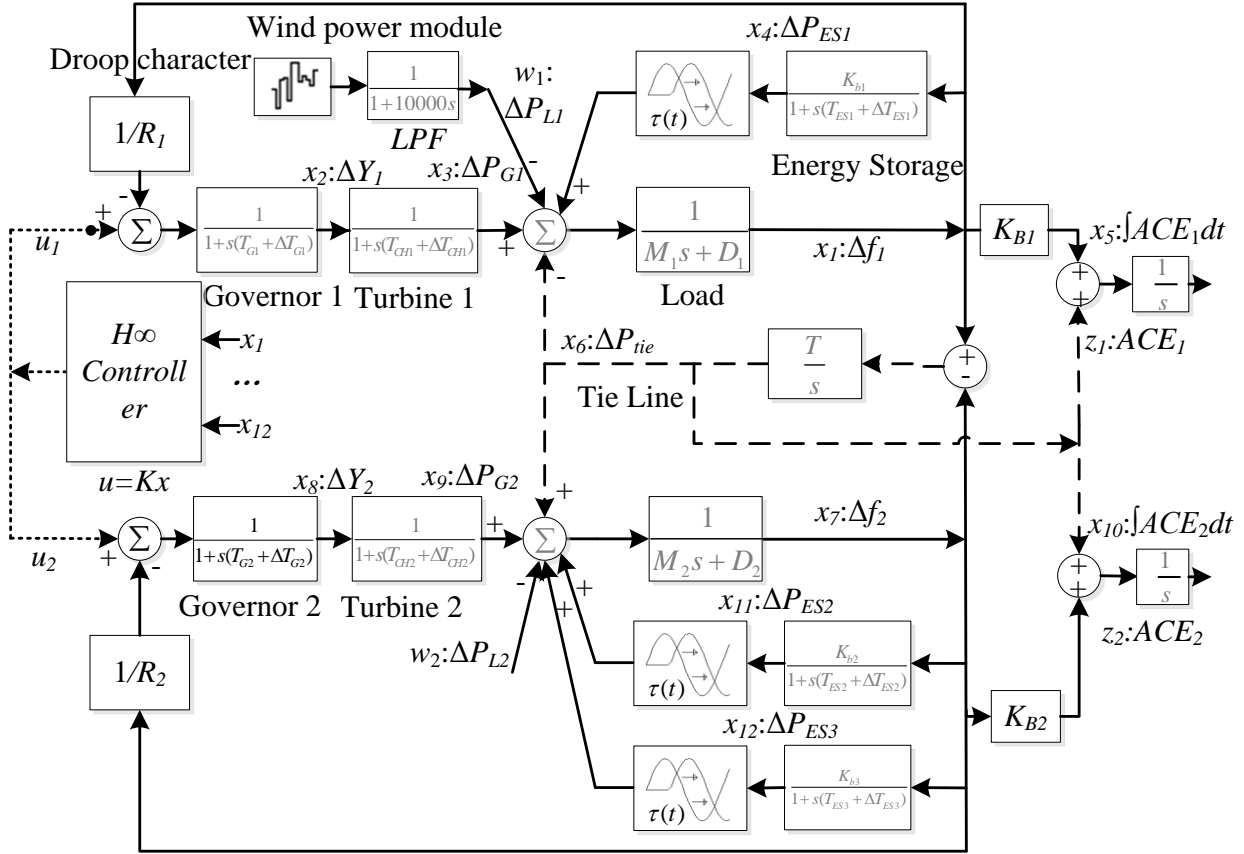 Wind power module
Droop character
1/R1
1
1+10000s
LPF
w1:
ΔPL1
x4:ΔPES1
τ(t)
Kb1
1+s(TES1+ΔTES1)
Energy Storage
x2:ΔY1
x3:ΔPG1
-
-
+
u1
Σ
1
1+s(TG1+ΔTG1)
Governor 1
1
1+s(TCH1+ΔTCH1)
Turbine 1
+
+
Σ
-
1
M1s+D1
Load
x1:Δf1
KB1
x5:∫ACE1dt
+
+
1
s
z1:ACE1
H∞
Controll
er
x1
...
x12
u=Kx
x6:ΔPtie
T
s
Tie Line
+
-
u2
+
Σ
-
x8:ΔY2
1
1+s(TG2+ΔTG2)
Governor 2
x9:ΔPG2
1
1+s(TCH2+ΔTCH2)
Turbine 2
+
+
Σ
-
+
+
w2:ΔPL2
1
M2s+D2
x7:Δf2
x10:∫ACE2dt
+
+
1
s
z2:ACE2
1/R2
x11:ΔPES2
τ(t)
Kb2
1+s(TES2+ΔTES2)
KB2
x12:ΔPES3
τ(t)
Kb3
1+s(TES3+ΔTES3)